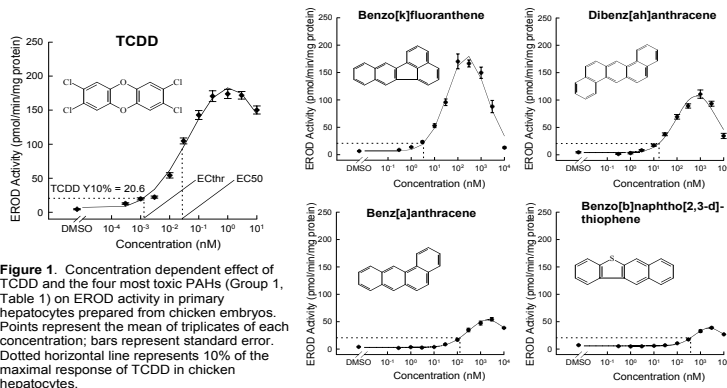 TCDD
EROD Activity (pmol/min/mg protein)
250
200
150
100
50
0
Cl
Cl
O
O
Cl
Cl
TCDD Y10% = 20.6
ECthr
EC50
DMSO
10⁻⁴
10⁻³
10⁻²
10⁻¹
10⁰
10¹
Concentration (nM)
Benzo[k]fluoranthene
EROD Activity (pmol/min/mg protein)
250
200
150
100
50
0
DMSO
10⁻¹
10⁰
10¹
10²
10³
10⁴
Concentration (nM)
Dibenz[ah]anthracene
EROD Activity (pmol/min/mg protein)
250
200
150
100
50
0
DMSO
10⁻¹
10⁰
10¹
10²
10³
10⁴
Concentration (nM)
Benz[a]anthracene
EROD Activity (pmol/min/mg protein)
250
200
150
100
50
0
DMSO
10⁻¹
10⁰
10¹
10²
10³
10⁴
Concentration (nM)
Benzo[b]naphtho[2,3-d]-
thiophene
EROD Activity (pmol/min/mg protein)
250
200
150
100
50
0
S
DMSO
10⁻¹
10⁰
10¹
10²
10³
Concentration (nM)
Figure 1. Concentration dependent effect of
TCDD and the four most toxic PAHs (Group 1,
Table 1) on EROD activity in primary
hepatocytes prepared from chicken embryos.
Points represent the mean of triplicates of each
concentration; bars represent standard error.
Dotted horizontal line represents 10% of the
maximal response of TCDD in chicken
hepatocytes.